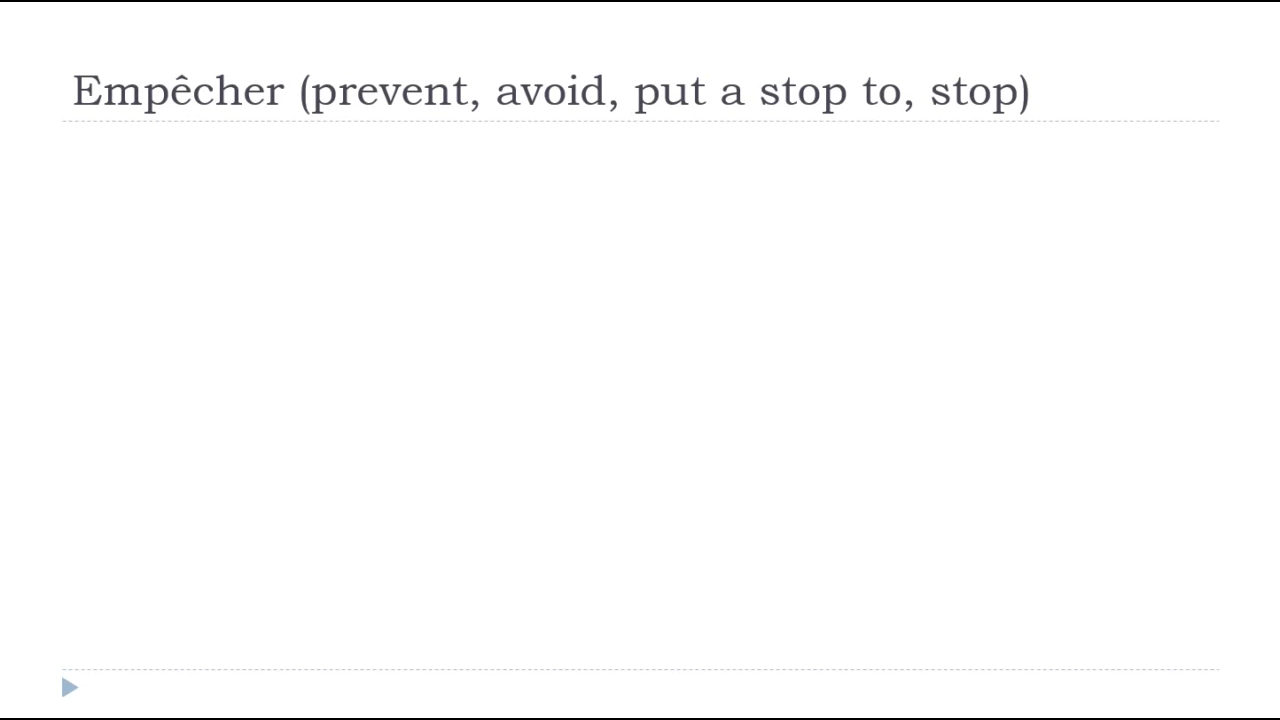 Empêcher (prevent, avoid, put a stop to, stop)